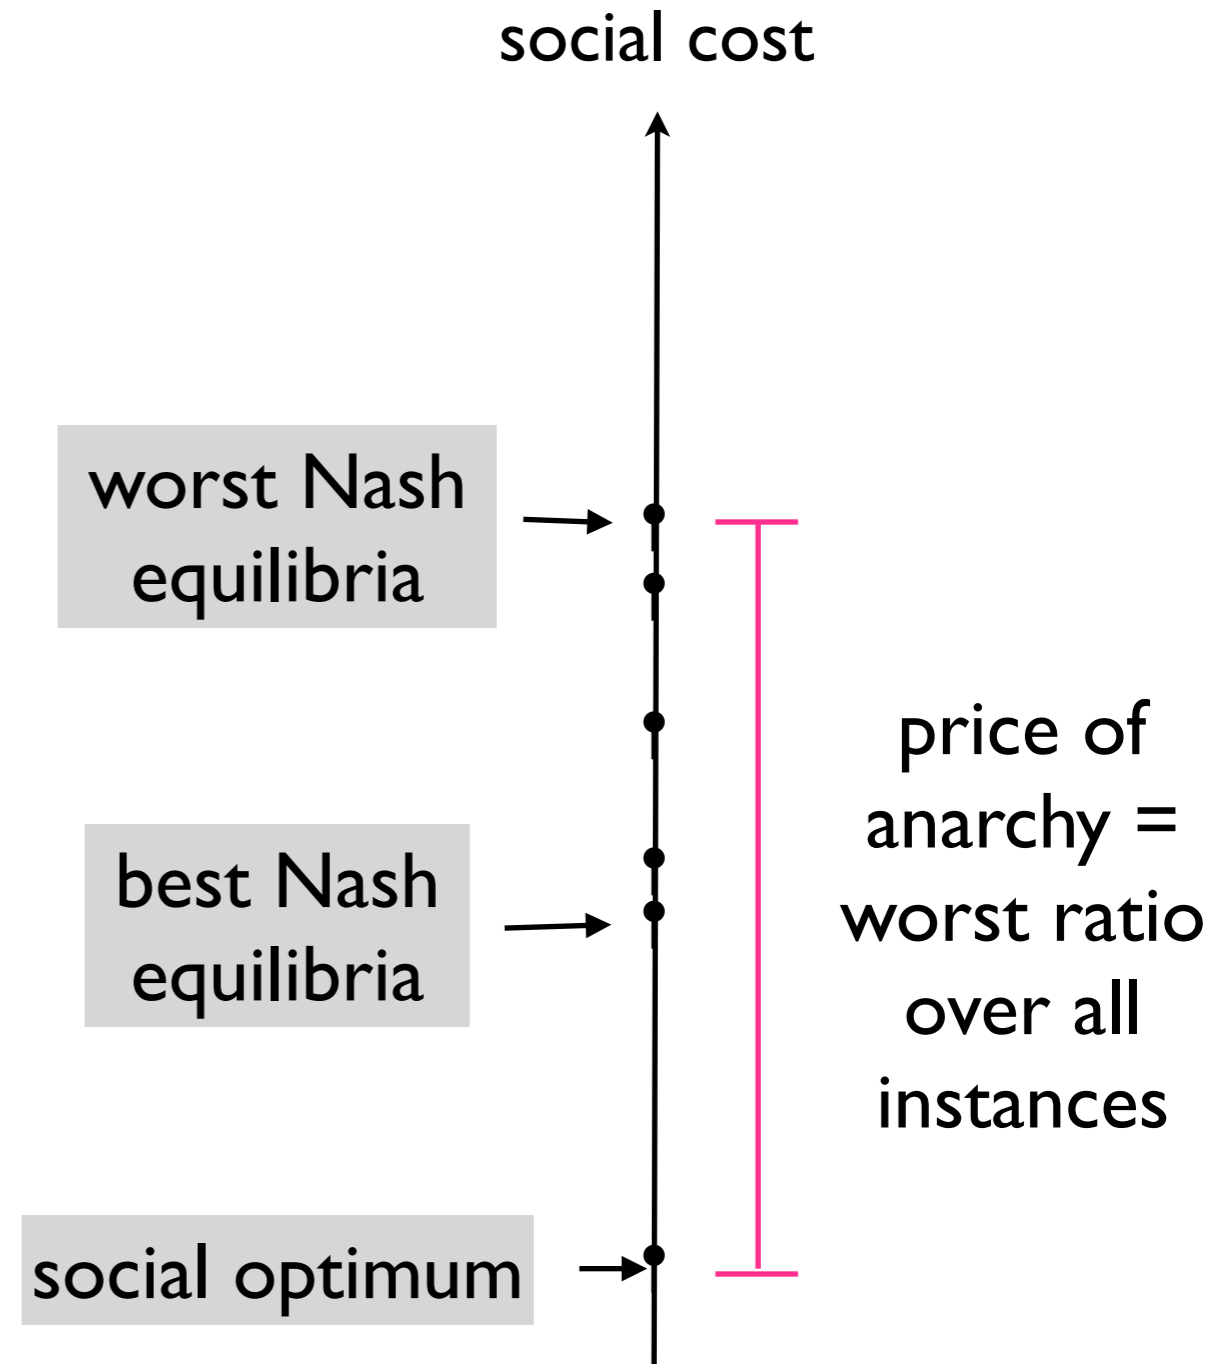 social cost
worst Nash
equilibria
price of
anarchy =
worst ratio
over all
instances
best Nash
equilibria
social optimum